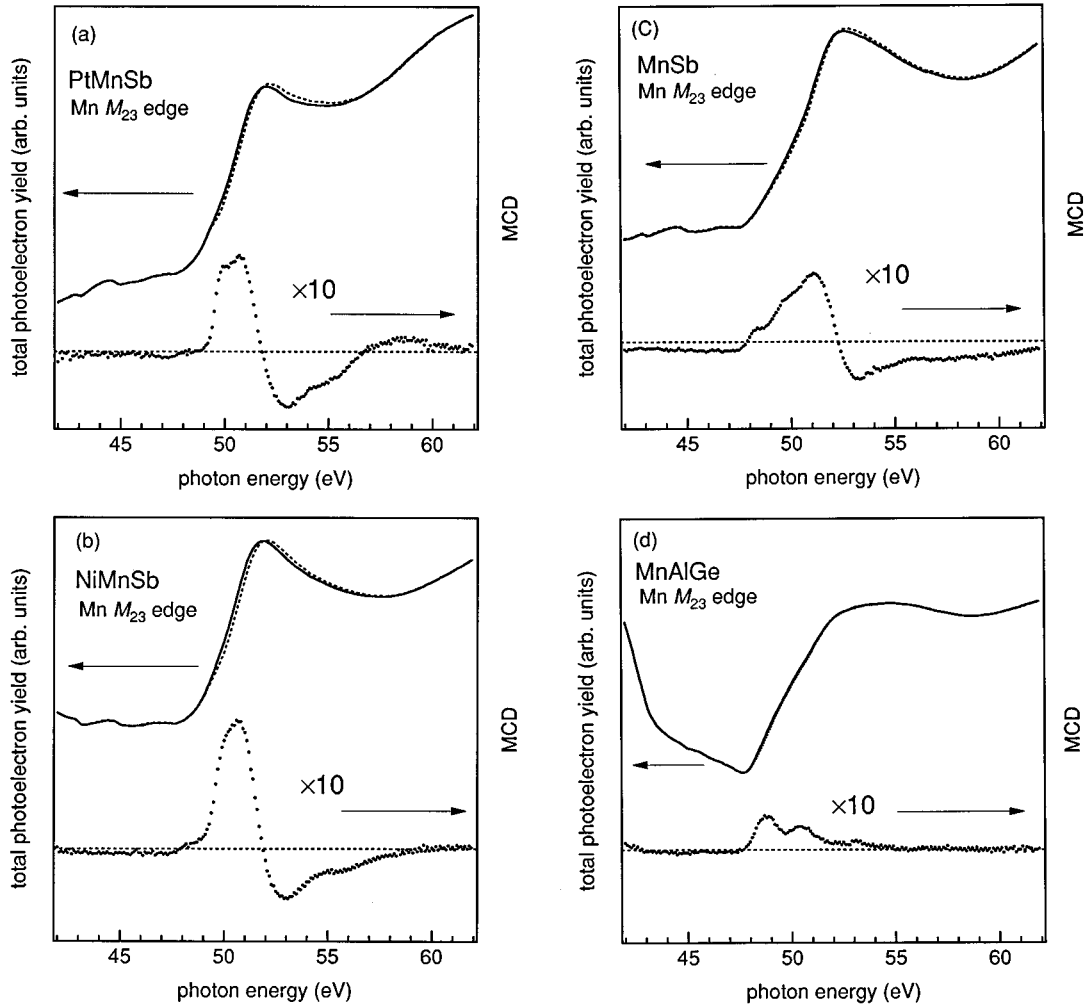 (a)
PtMnSb
Mn M23 edge
total photoelectron yield (arb. units)
MCD
×10
45
50
55
60
photon energy (eV)
(C)
MnSb
Mn M23 edge
total photoelectron yield (arb. units)
MCD
×10
45
50
55
60
photon energy (eV)
(b)
NiMnSb
Mn M23 edge
total photoelectron yield (arb. units)
MCD
×10
45
50
55
60
photon energy (eV)
(d)
MnAlGe
Mn M23 edge
total photoelectron yield (arb. units)
MCD
×10
45
50
55
60
photon energy (eV)